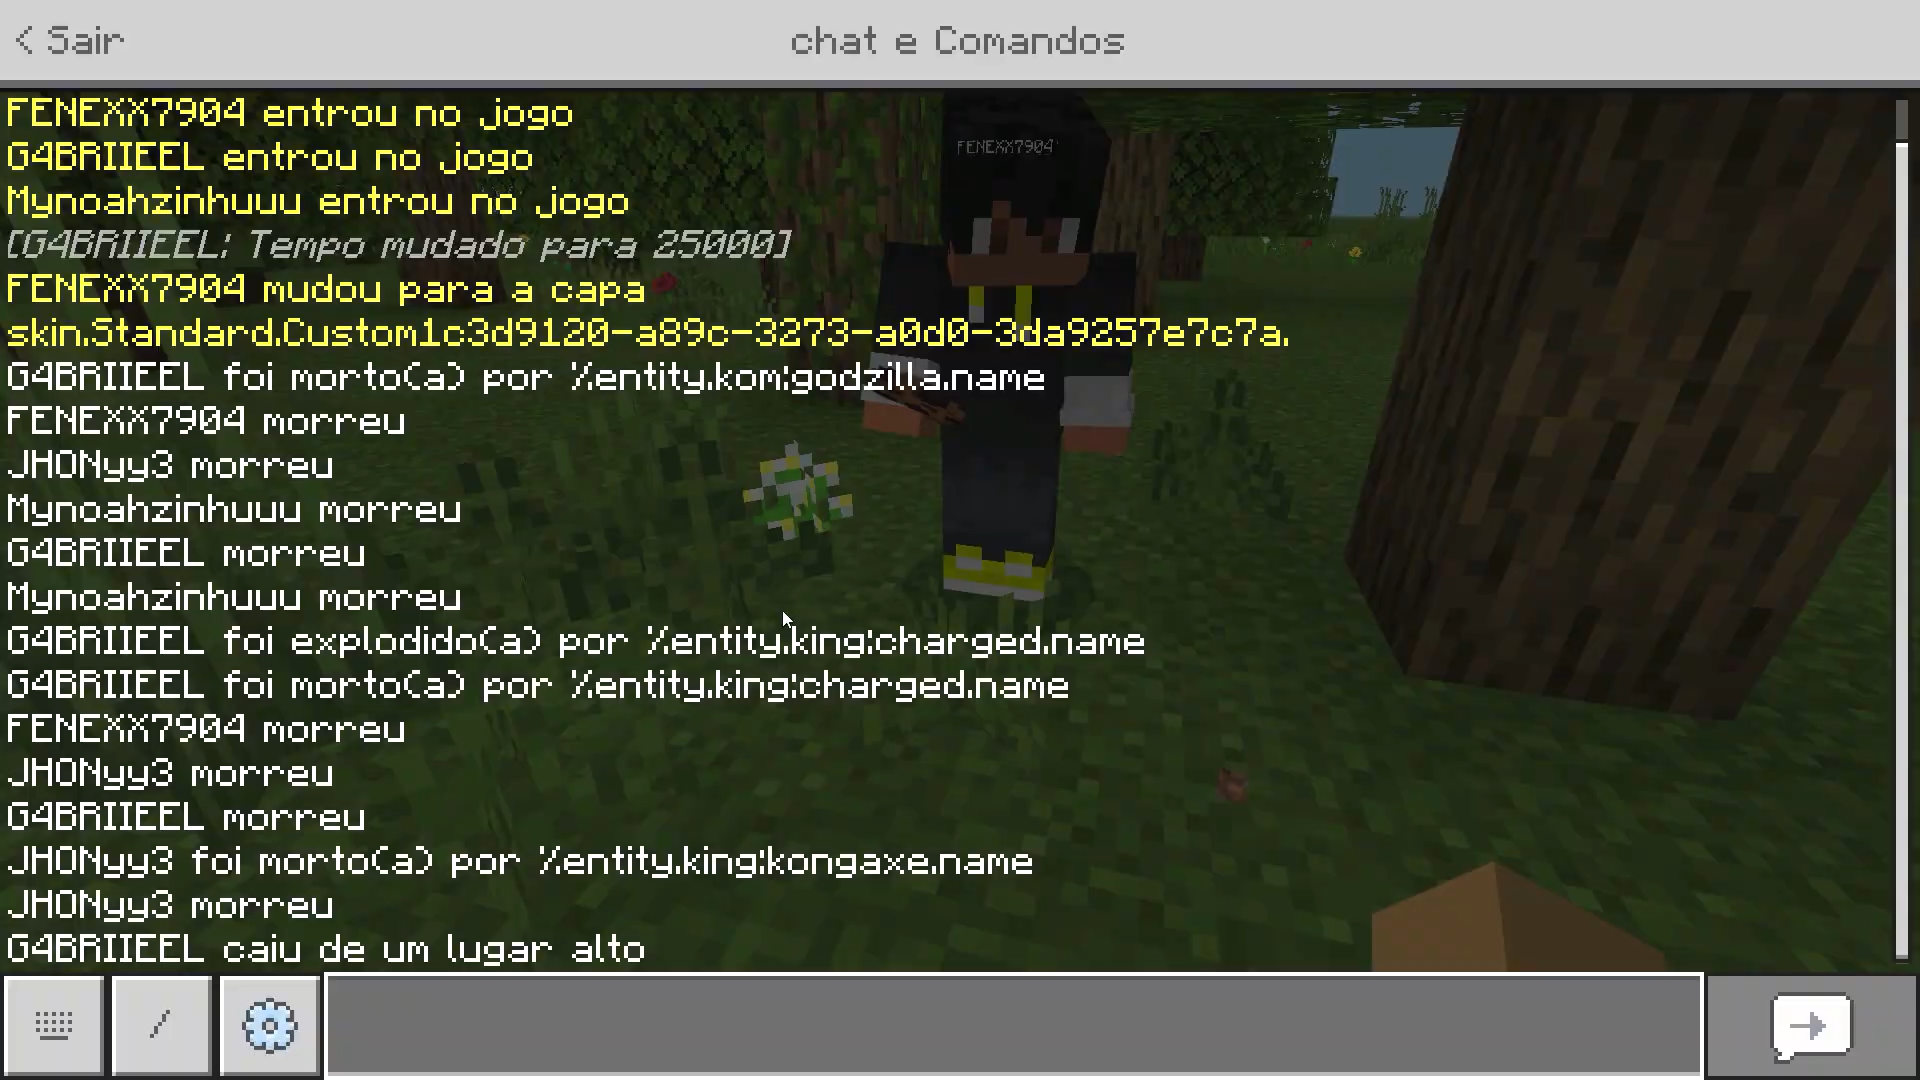 < Sair
chat e Comandos
FENEXX7904 entrou no jogo
G4BRIIEEL entrou no jogo
Mynoahzinhuuu entrou no jogo
[G4BRIIEEL: Tempo mudado para 25000]
FENEXX7904 mudou para a capa
skin.Standard.Custom1c3d9120-a89c-3273-a0d0-3da9257e7c7a.
G4BRIIEEL foi morto(a) por %entity.kom:godzilla.name
FENEXX7904 morreu
JHONyy3 morreu
Mynoahzinhuuu morreu
G4BRIIEEL morreu
Mynoahzinhuuu morreu
G4BRIIEEL foi explodido(a) por %entity.king:charged.name
G4BRIIEEL foi morto(a) por %entity.king:charged.name
FENEXX7904 morreu
JHONyy3 morreu
G4BRIIEEL morreu
JHONyy3 foi morto(a) por %entity.king:kongaxe.name
JHONyy3 morreu
G4BRIIEEL caiu de um lugar alto
FENEXX7904
/